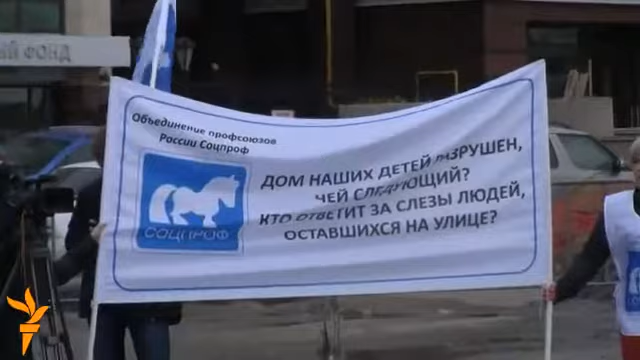 ЫЙ ФОНД
Объединение профсоюзов
России Соцпроф
СОЦПРОФ
ДОМ НАШИХ ДЕТЕЙ РАЗРУШЕН,
ЧЕЙ СЛЕДУЮЩИЙ?
КТО ОТВЕТИТ ЗА СЛЕЗЫ ЛЮДЕЙ,
ОСТАВШИХСЯ НА УЛИЦЕ?